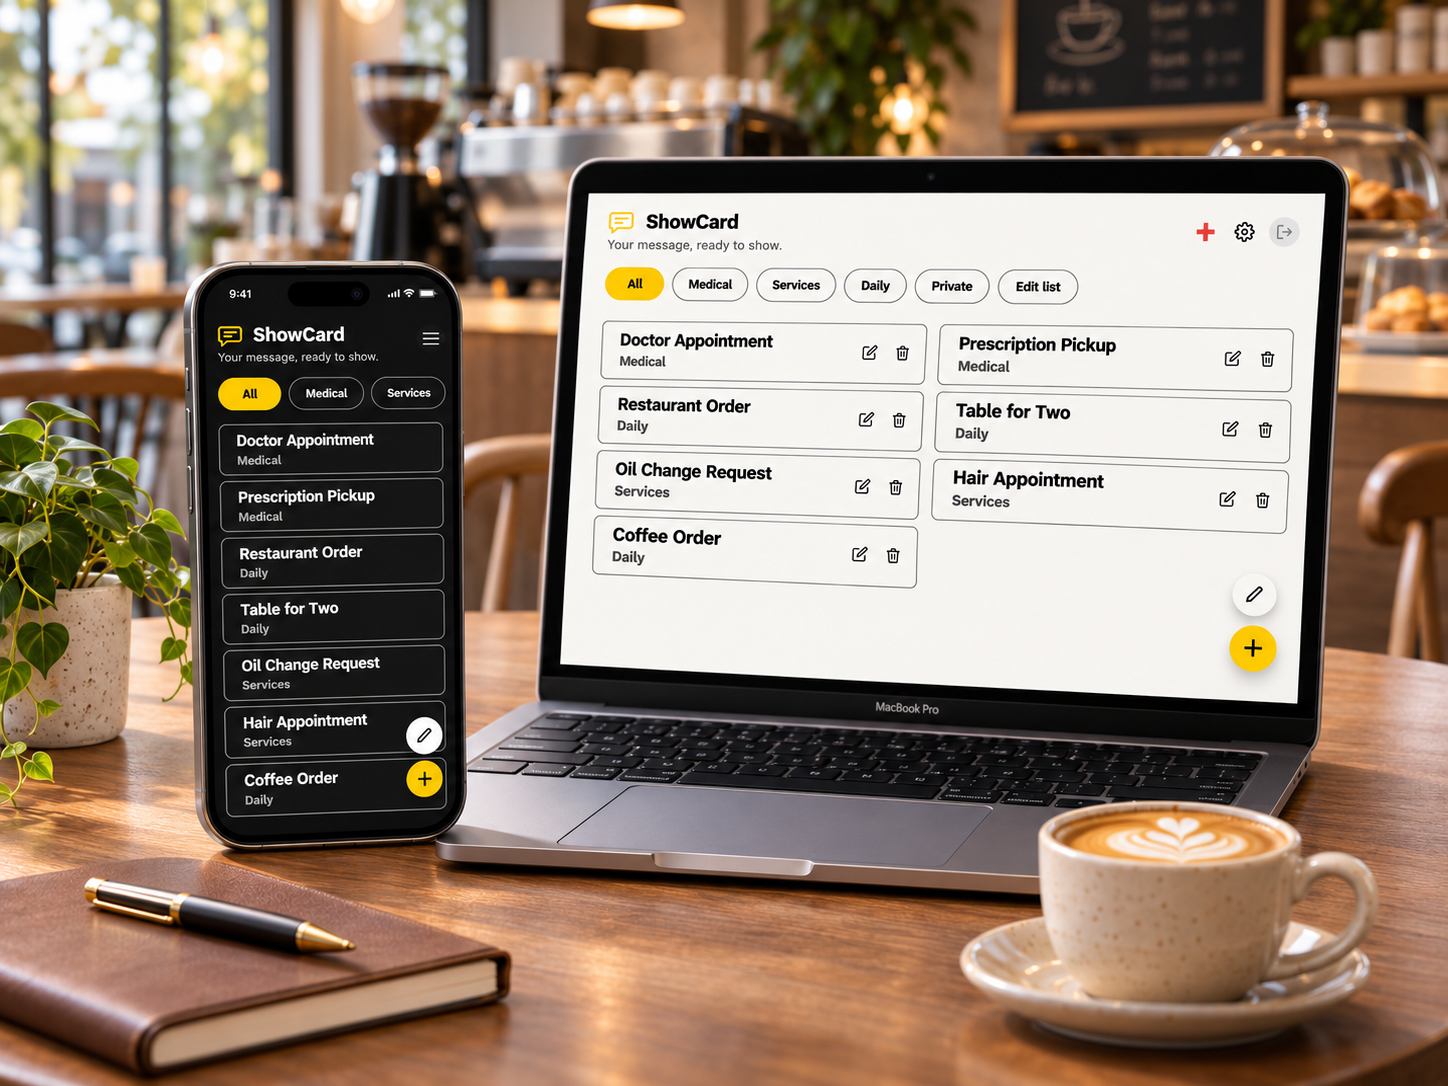 9:41
ShowCard
Your message, ready to show.
All
Medical
Services
Doctor Appointment
Medical
Prescription Pickup
Medical
Restaurant Order
Daily
Table for Two
Daily
Oil Change Request
Services
Hair Appointment
Services
Coffee Order
Daily
ShowCard
Your message, ready to show.
All
Medical
Services
Daily
Private
Edit list
Doctor Appointment
Medical
Prescription Pickup
Medical
Restaurant Order
Daily
Table for Two
Daily
Oil Change Request
Services
Hair Appointment
Services
Coffee Order
Daily
MacBook Pro